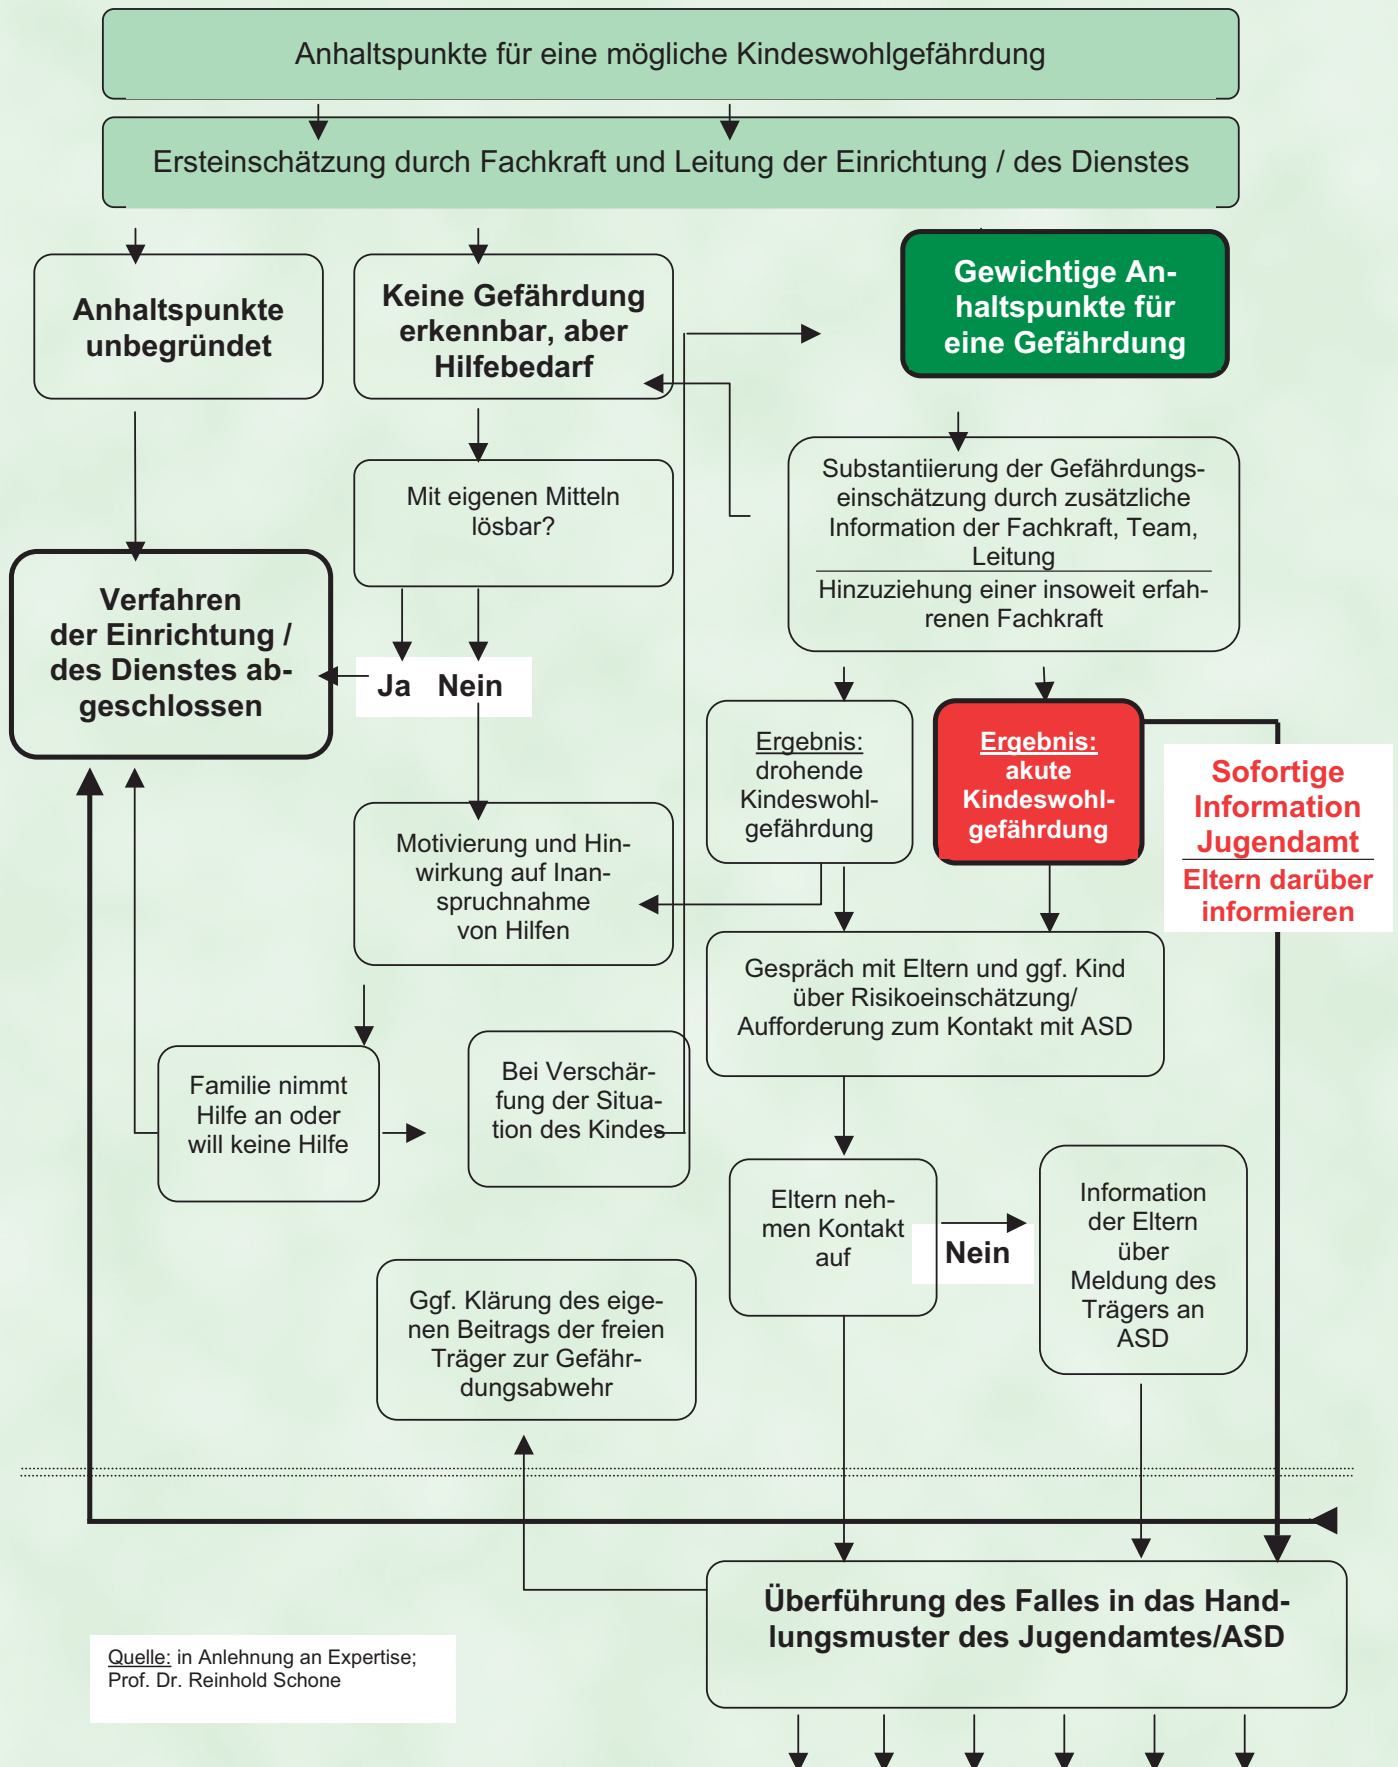 Anhaltspunkte für eine mögliche Kindeswohlgefährdung
Ersteinschätzung durch Fachkraft und Leitung der Einrichtung / des Dienstes
Anhaltspunkte
unbegründet
Keine Gefährdung
erkennbar, aber
Hilfebedarf
Gewichtige An-
haltspunkte für
eine Gefährdung
Mit eigenen Mitteln
lösbar?
Substantiierung der Gefährdungs-
einschätzung durch zusätzliche
Information der Fachkraft, Team,
Leitung
Hinzuziehung einer insoweit erfah-
renen Fachkraft
Verfahren
der Einrichtung /
des Dienstes ab-
geschlossen
Ja Nein
Ergebnis:
drohende
Kindeswohl-
gefährdung
Ergebnis:
akute
Kindeswohl-
gefährdung
Sofortige
Information
Jugendamt
Eltern darüber
informieren
Motivierung und Hin-
wirkung auf Inan-
spruchnahme
von Hilfen
Gespräch mit Eltern und ggf. Kind
über Risikoeinschätzung/
Aufforderung zum Kontakt mit ASD
Familie nimmt
Hilfe an oder
will keine Hilfe
Bei Verschär-
fung der Situa-
tion des Kindes
Eltern neh-
men Kontakt
auf
Nein
Information
der Eltern
über
Meldung des
Trägers an
ASD
Ggf. Klärung des eige-
nen Beitrags der freien
Träger zur Gefähr-
dungsabwehr
Überführung des Falles in das Hand-
lungsmuster des Jugendamtes/ASD
Quelle: in Anlehnung an Expertise;
Prof. Dr. Reinhold Schone